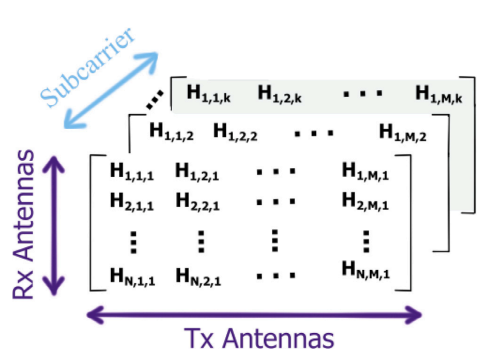 Subcarrier
H1,1,k H1,2,k ... H1,M,k
H1,1,2 H1,2,2 ... H1,M,2
H1,1,1 H1,2,1 ... H1,M,1
H2,1,1 H2,2,1 ... H2,M,1
HN,1,1 HN,2,1 ... HN,M,1
Rx Antennas
Tx Antennas